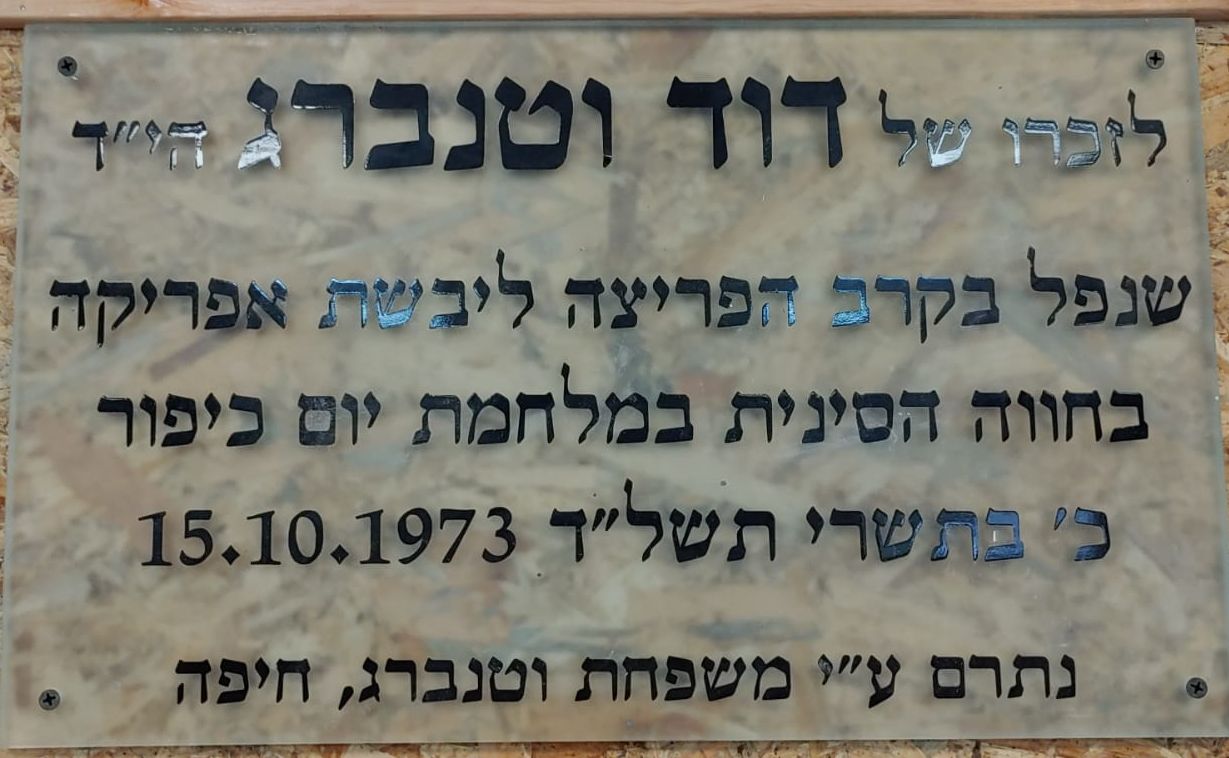 לזכרו של דוד וטנברג הי״ד
שנפל בקרב הפריצה ליבשת אפריקה
בחווה הסינית במלחמת יום כיפור
כ׳ בתשרי תשל״ד 15.10.1973
נתרם ע״י משפחת וטנברג, חיפה